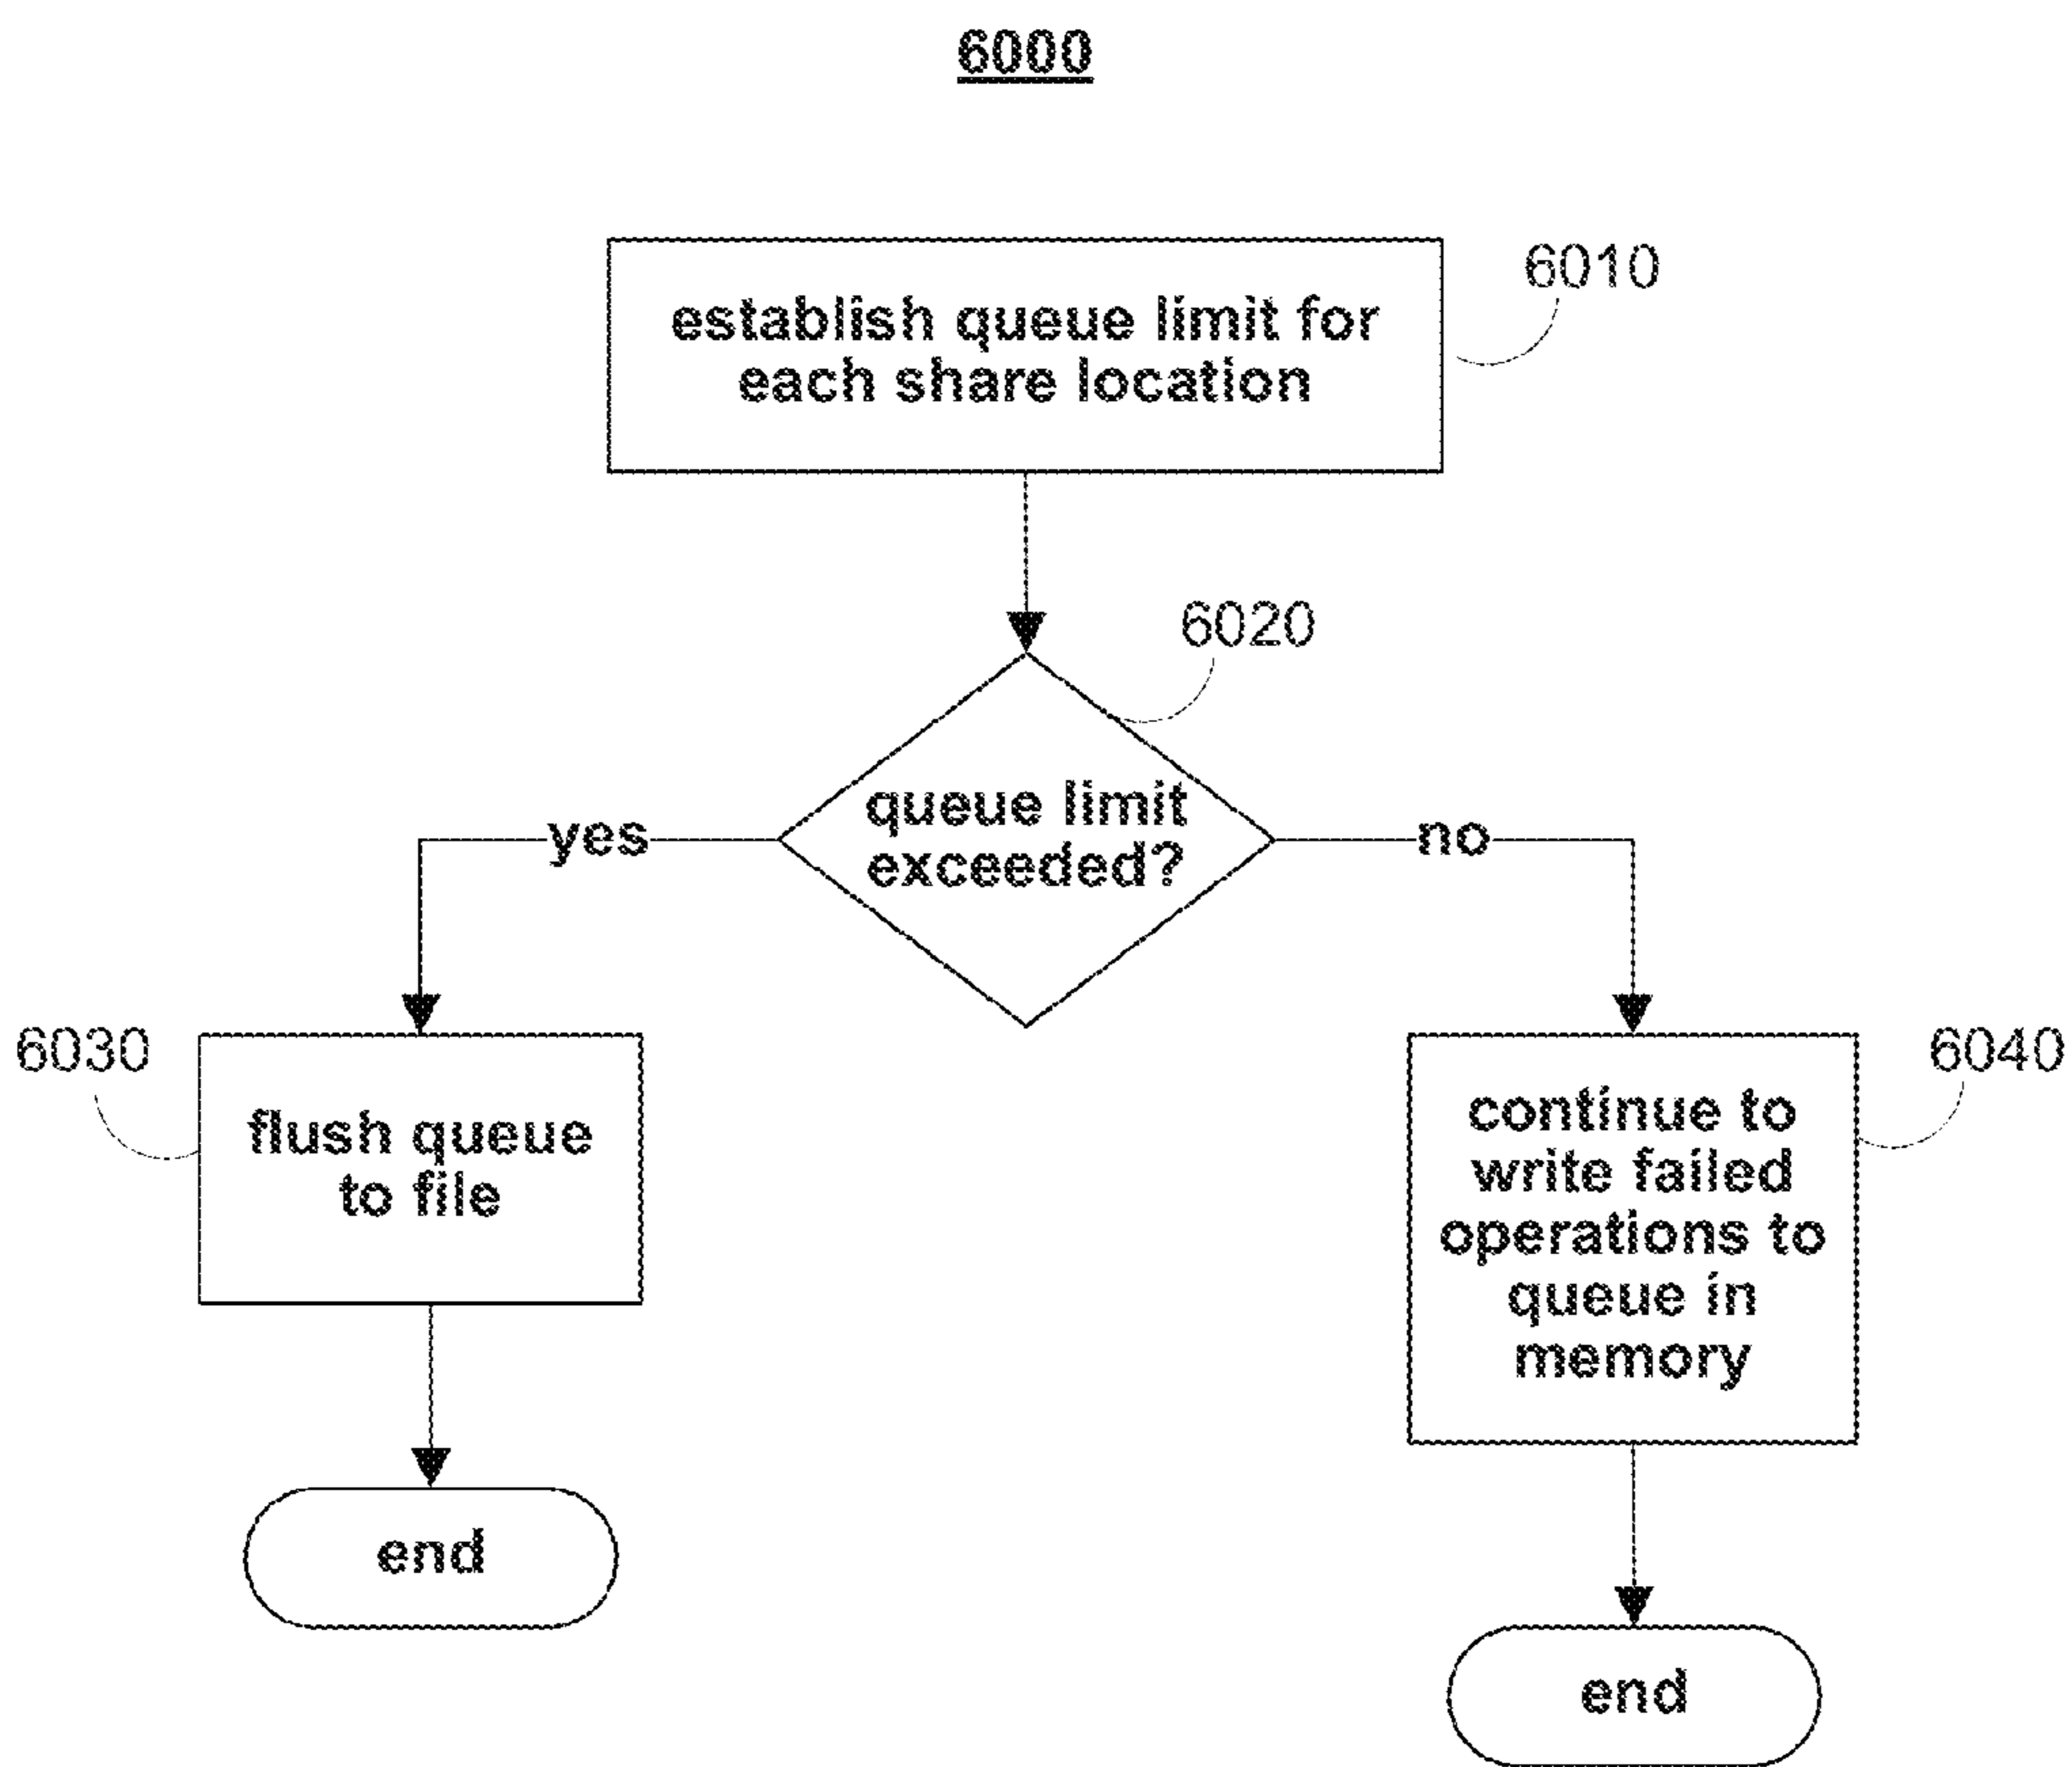 6000
establish queue limit for
each share location
6010
6020
queue limit
exceeded?
yes
no
6030
flush queue
to file
6040
continue to
write failed
operations to
queue in
memory
end
end